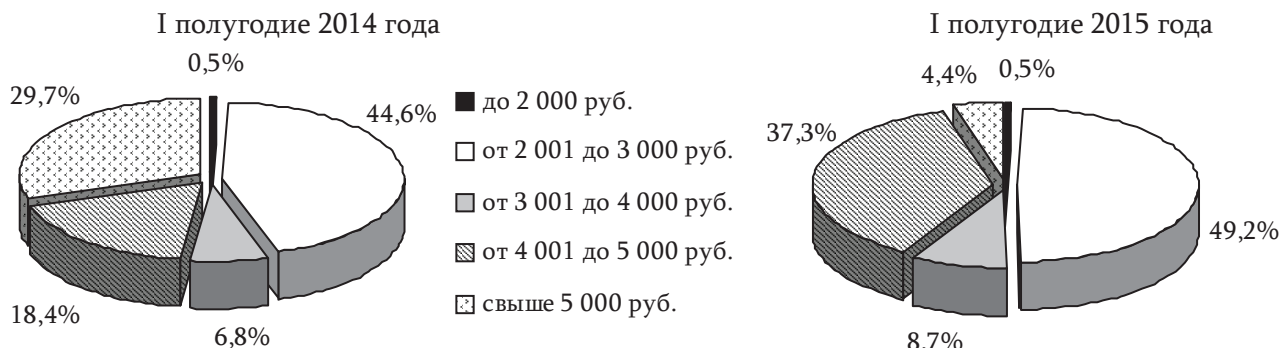 I полугодие 2014 года
0,5%
29,7%
44,6%
18,4%
6,8%
до 2 000 руб.
от 2 001 до 3 000 руб.
от 3 001 до 4 000 руб.
от 4 001 до 5 000 руб.
свыше 5 000 руб.
I полугодие 2015 года
4,4%
0,5%
37,3%
49,2%
8,7%